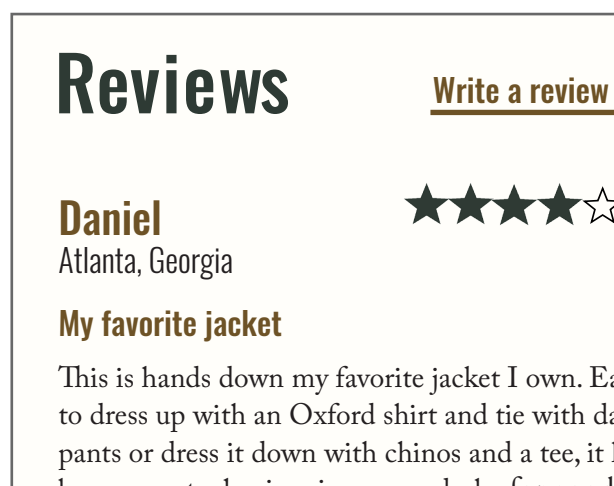 Reviews
Write a review
Daniel
Atlanta, Georgia
My favorite jacket
This is hands down my favorite jacket I own.
to dress up with an Oxford shirt and tie with
pants or dress it down with chinos and a tee, it